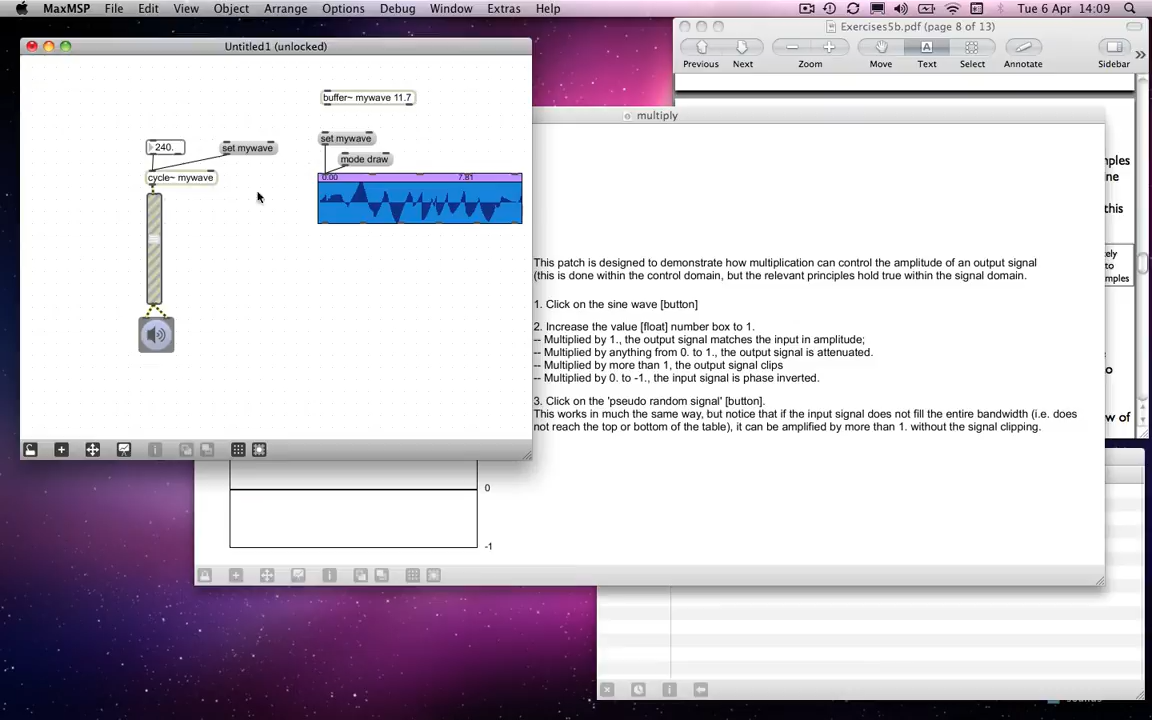 MaxMSP File Edit View Object Arrange Options Debug Window Extras Help
Tue 6 Apr 14:09
Exercises5b.pdf (page 8 of 13)
Previous Next Zoom Move Text Select Annotate Sidebar
Untitled1 (unlocked)
buffer~ mywave 11.7
240.
set mywave
set mywave
mode draw
cycle~ mywave
0.00
7.81
multiply
This patch is designed to demonstrate how multiplication can control the amplitude of an output signal
(this is done within the control domain, but the relevant principles hold true within the signal domain.
1. Click on the sine wave [button]
2. Increase the value [float] number box to 1.
-- Multiplied by 1., the output signal matches the input in amplitude;
-- Multiplied by anything from 0. to 1., the output signal is attenuated.
-- Multiplied by more than 1, the output signal clips
-- Multiplied by 0. to -1., the input signal is phase inverted.
3. Click on the 'pseudo random signal' [button].
This works in much the same way, but notice that if the input signal does not fill the entire bandwidth (i.e. does
not reach the top or bottom of the table), it can be amplified by more than 1. without the signal clipping.
0
-1
mples
ne
this
ely
to
mples
o
w of